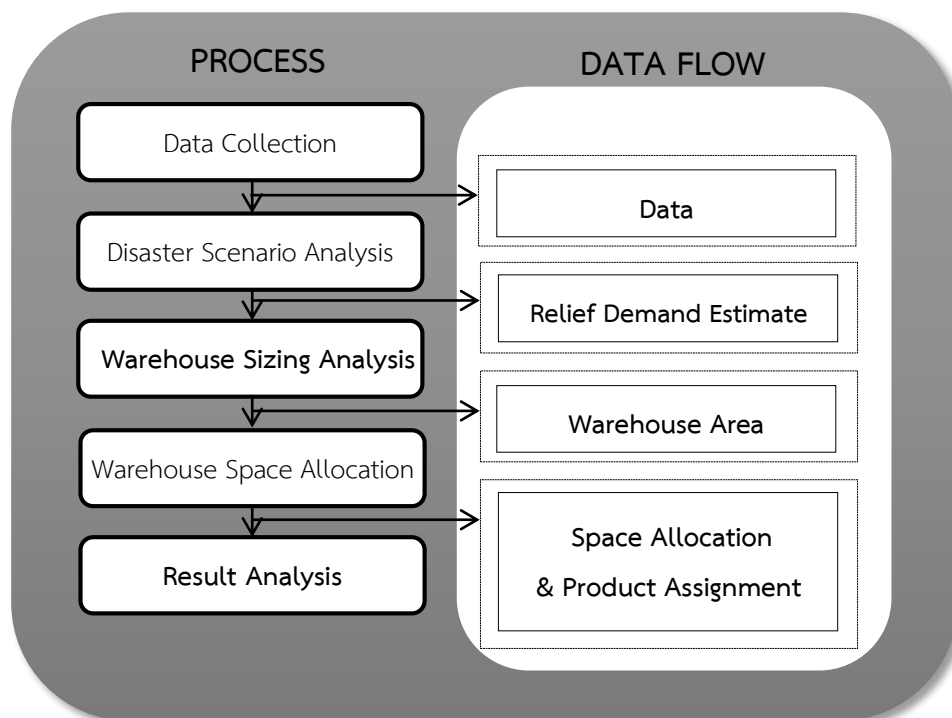 PROCESS
Data Collection
Disaster Scenario Analysis
Warehouse Sizing Analysis
Warehouse Space Allocation
Result Analysis
DATA FLOW
Data
Relief Demand Estimate
Warehouse Area
Space Allocation
& Product Assignment